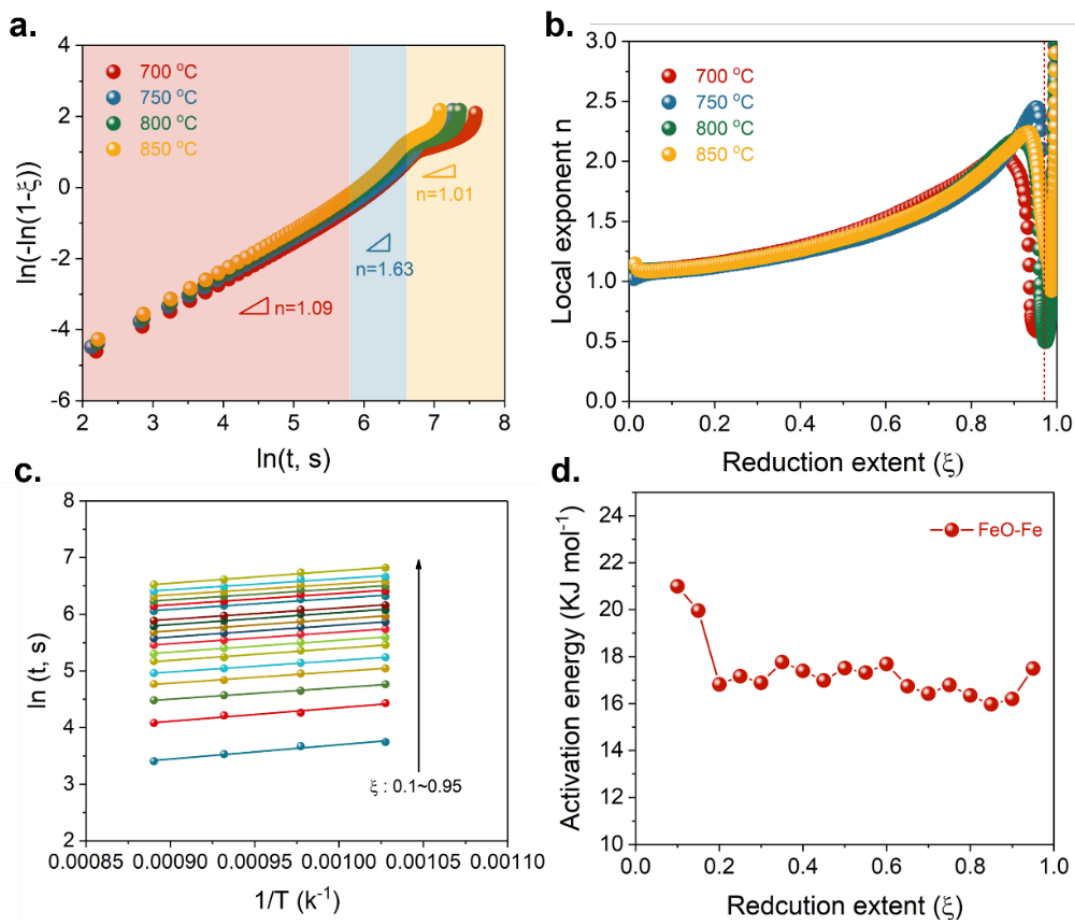 a.
4
2
0
-2
-4
-6
ln(-ln(1-ξ))
700 °C
750 °C
800 °C
850 °C
n=1.01
n=1.63
n=1.09
2 3 4 5 6 7 8
ln(t, s)
b.
3.0
2.5
2.0
1.5
1.0
0.5
0.0
Local exponent n
700 °C
750 °C
800 °C
850 °C
0.0 0.2 0.4 0.6 0.8 1.0
Reduction extent (ξ)
c.
8
7
6
5
4
3
2
ln (t, s)
ξ : 0.1~0.95
0.00085 0.00090 0.00095 0.00100 0.00105 0.00110
1/T (k⁻¹)
d.
24
22
20
18
16
14
12
10
Activation energy (KJ mol⁻¹)
FeO-Fe
0.0 0.2 0.4 0.6 0.8 1.0
Redcution extent (ξ)